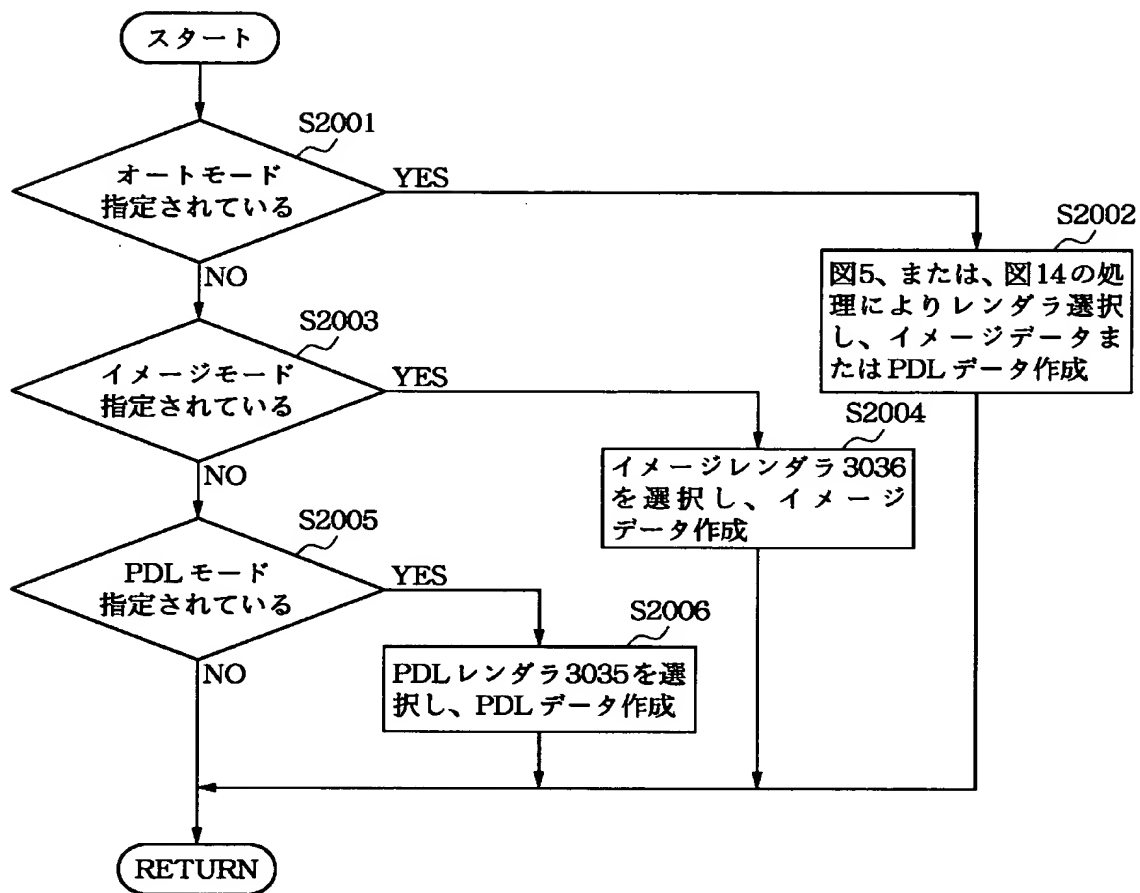 スタート
S2001
オートモード
指定されている
YES
NO
S2002
図5、または、図14の処
理によりレンダラ選択
し、イメージデータま
たはPDLデータ作成
S2003
イメージモード
指定されている
YES
NO
S2004
イメージレンダラ3036
を選択し、イメージ
データ作成
S2005
PDLモード
指定されている
YES
NO
S2006
PDLレンダラ3035を選
択し、PDLデータ作成
RETURN